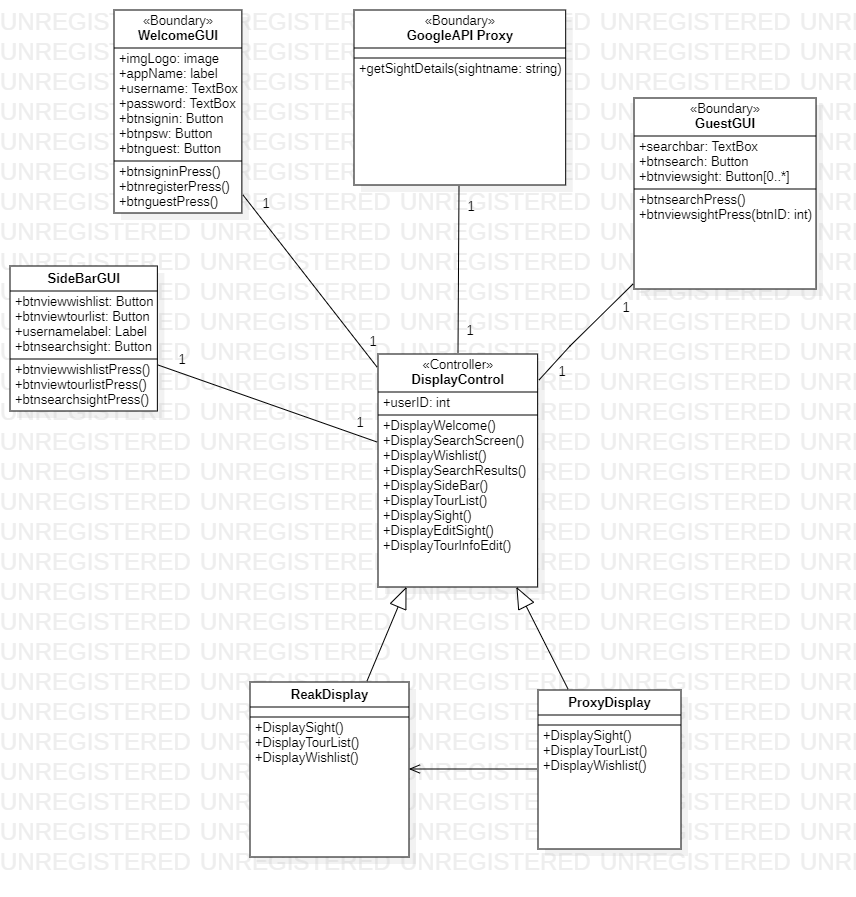 «Boundary»
WelcomeGUI
+imgLogo: image
+appName: label
+username: TextBox
+password: TextBox
+btnsignin: Button
+btnpsw: Button
+btnguest: Button
+btnsigninPress()
+btnregisterPress()
+btnguestPress()
«Boundary»
GoogleAPI Proxy
+getSightDetails(sightname: string)
«Boundary»
GuestGUI
+searchbar: TextBox
+btnsearch: Button
+btnviewsight: Button[0..*]
+btnsearchPress()
+btnviewsightPress(btnID: int)
1
1
1
SideBarGUI
+btnviewwishlist: Button
+btnviewtourlist: Button
+usernamelabel: Label
+btnsearchsight: Button
+btnviewwishlistPress()
+btnviewtourlistPress()
+btnsearchsightPress()
1
1
1
1
1
«Controller»
DisplayControl
+userID: int
+DisplayWelcome()
+DisplaySearchScreen()
+DisplayWishlist()
+DisplaySearchResults()
+DisplaySideBar()
+DisplayTourList()
+DisplaySight()
+DisplayEditSight()
+DisplayTourInfoEdit()
ReakDisplay
+DisplaySight()
+DisplayTourList()
+DisplayWishlist()
ProxyDisplay
+DisplaySight()
+DisplayTourList()
+DisplayWishlist()
UNREGISTERED